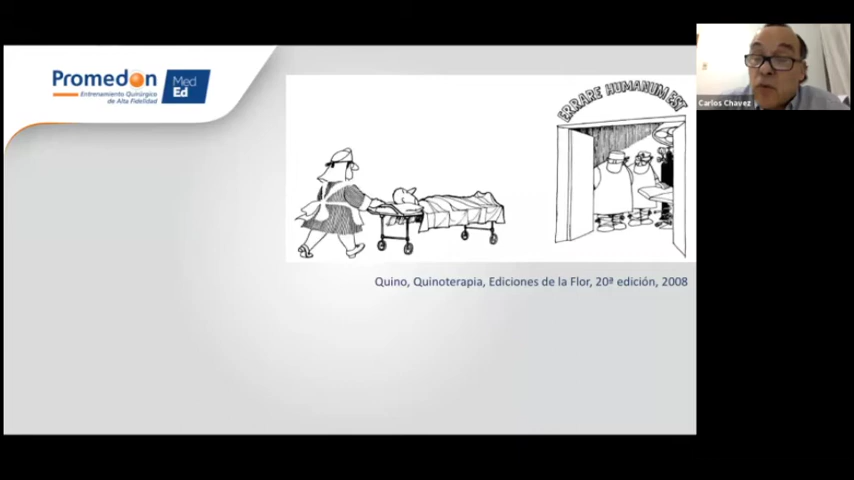 Promedon
Entrenamiento Quirúrgico
de Alta Fidelidad
Med
Ed
ERRARE HUMANUM EST
Carlos Chavez
Quino, Quinoterapia, Ediciones de la Flor, 20ª edición, 2008